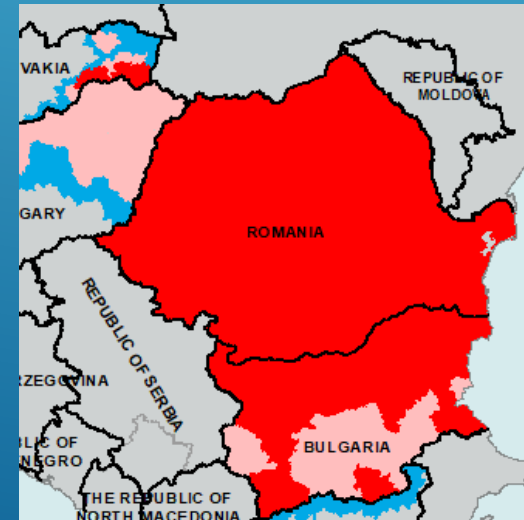 VAKIA
REPUBLIC OF
MOLDOVA
GARY
ROMANIA
REPUBLIC OF SERBIA
RZEGOVINA
BLIC OF
NEGRO
BULGARIA
THE REPUBLIC OF
NORTH MACEDONIA